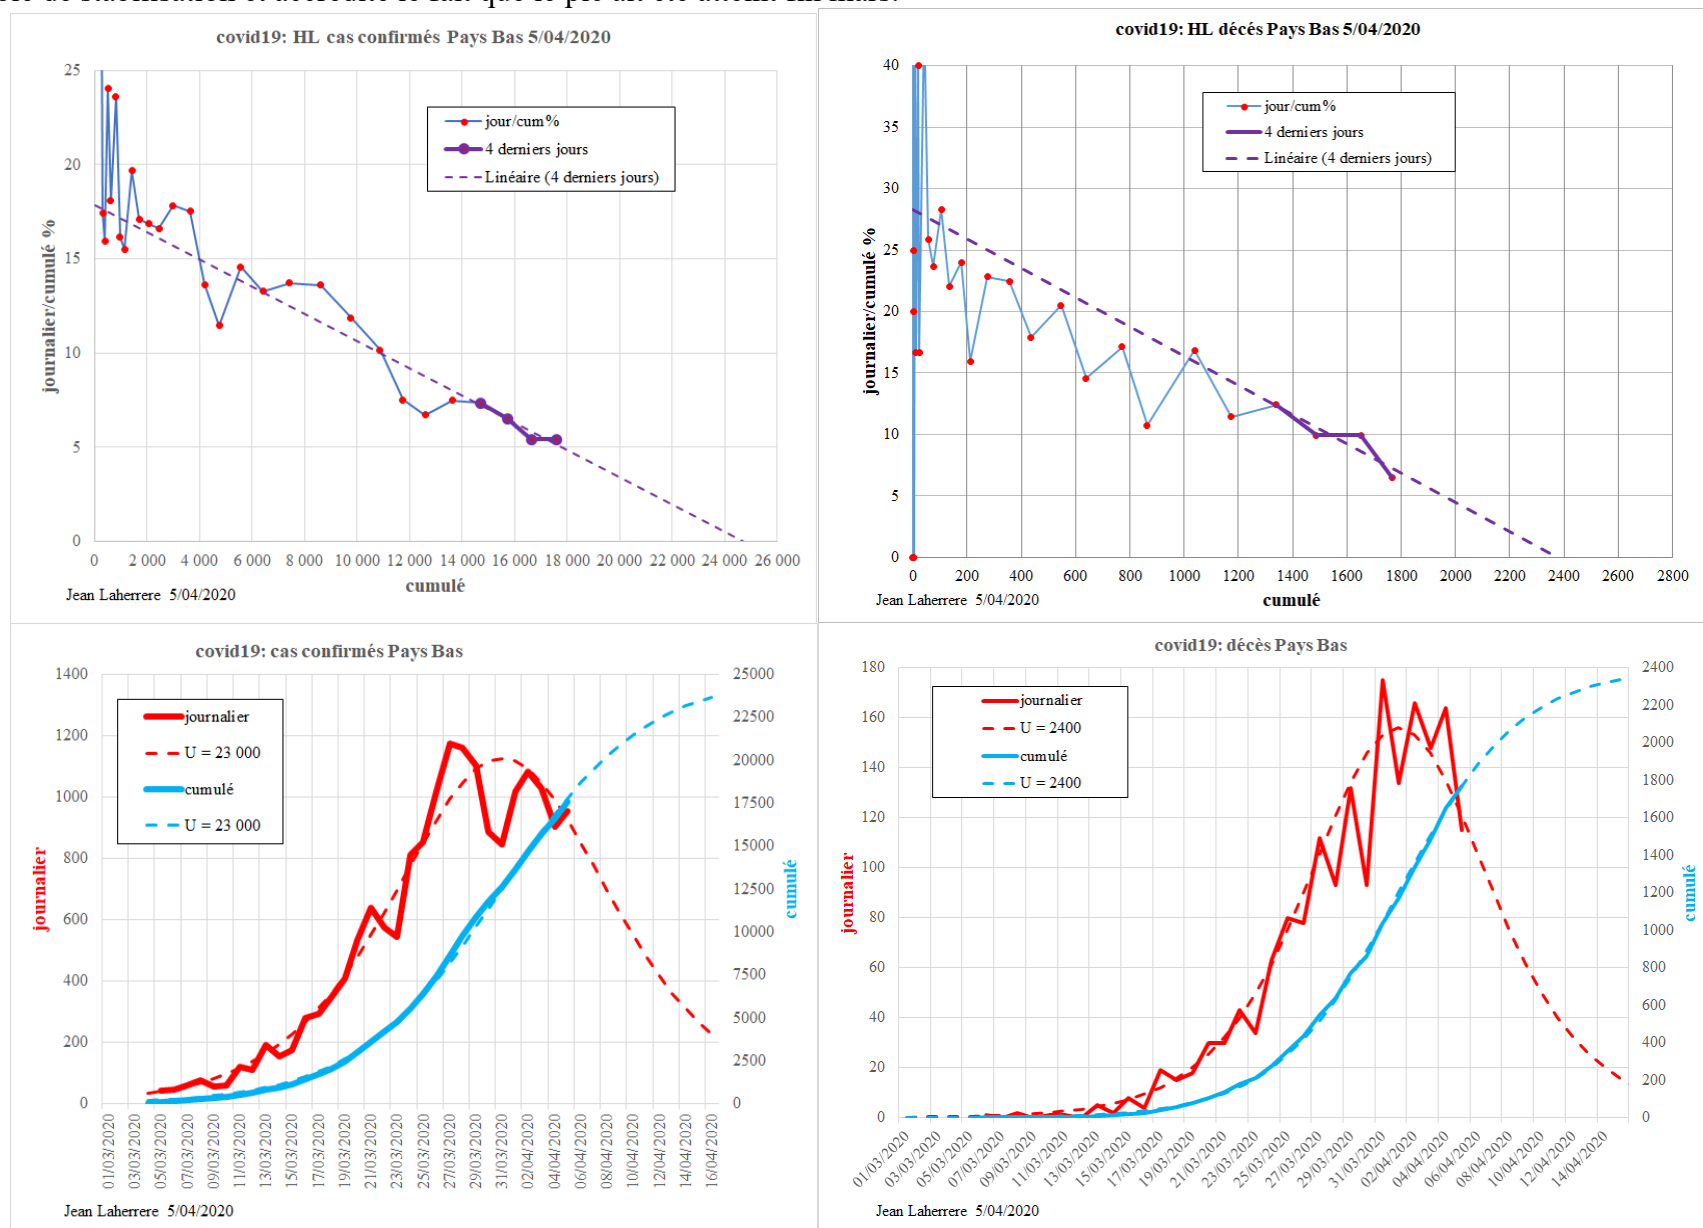 covid19: HL cas confirmés Pays Bas 5/04/2020
25
20
15
10
5
0
journalier/cumulé %
jour/cum%
4 derniers jours
Linéaire (4 derniers jours)
0 2 000 4 000 6 000 8 000 10 000 12 000 14 000 16 000 18 000 20 000 22 000 24 000 26 000
cumulé
Jean Laherrere 5/04/2020
covid19: HL décès Pays Bas 5/04/2020
40
35
30
25
20
15
10
5
0
journalier/cumulé %
jour/cum%
4 derniers jours
Linéaire (4 derniers jours)
0 200 400 600 800 1000 1200 1400 1600 1800 2000 2200 2400 2600 2800
cumulé
Jean Laherrere 5/04/2020
covid19: cas confirmés Pays Bas
1400
1200
1000
800
600
400
200
0
journalier
journalier
U = 23 000
cumulé
U = 23 000
25000
22500
20000
17500
15000
12500
10000
7500
5000
2500
0
cumulé
01/03/2020 03/03/2020 05/03/2020 07/03/2020 09/03/2020 11/03/2020 13/03/2020 15/03/2020 17/03/2020 19/03/2020 21/03/2020 23/03/2020 25/03/2020 27/03/2020 29/03/2020 31/03/2020 02/04/2020 04/04/2020 06/04/2020 08/04/2020 10/04/2020 12/04/2020 14/04/2020 16/04/2020
Jean Laherrere 5/04/2020
covid19: décès Pays Bas
180
160
140
120
100
80
60
40
20
0
journalier
journalier
U = 2400
cumulé
U = 2400
2400
2200
2000
1800
1600
1400
1200
1000
800
600
400
200
0
cumulé
01/03/2020 03/03/2020 05/03/2020 07/03/2020 09/03/2020 11/03/2020 13/03/2020 15/03/2020 17/03/2020 19/03/2020 21/03/2020 23/03/2020 25/03/2020 27/03/2020 29/03/2020 31/03/2020 02/04/2020 04/04/2020 06/04/2020 08/04/2020 10/04/2020 12/04/2020 14/04/2020
Jean Laherrere 5/04/2020